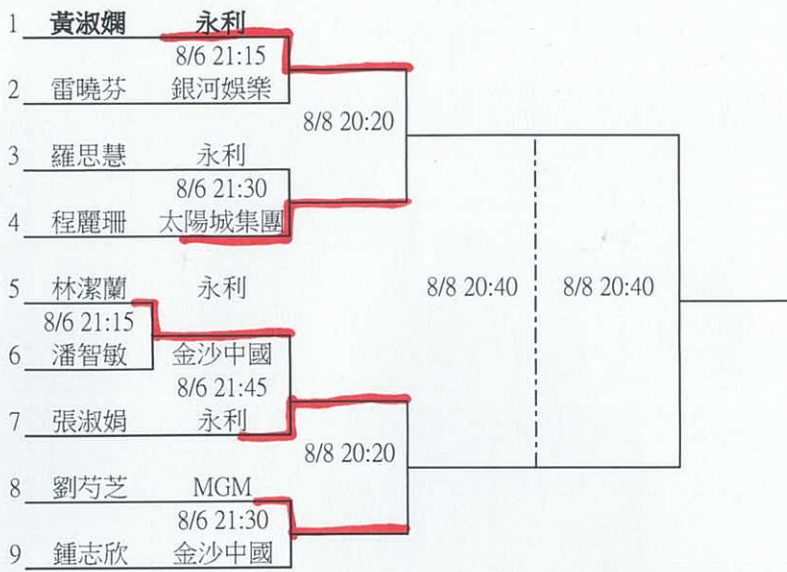 1 黃淑嫻 永利
8/6 21:15
2 雷曉芬 銀河娛樂
8/8 20:20
3 羅思慧 永利
8/6 21:30
4 程麗珊 太陽城集團
5 林潔蘭 永利
8/6 21:15
8/8 20:40 8/8 20:40
6 潘智敏 金沙中國
8/6 21:45
7 張淑娟 永利
8/8 20:20
8 劉芍芝 MGM
8/6 21:30
9 鍾志欣 金沙中國